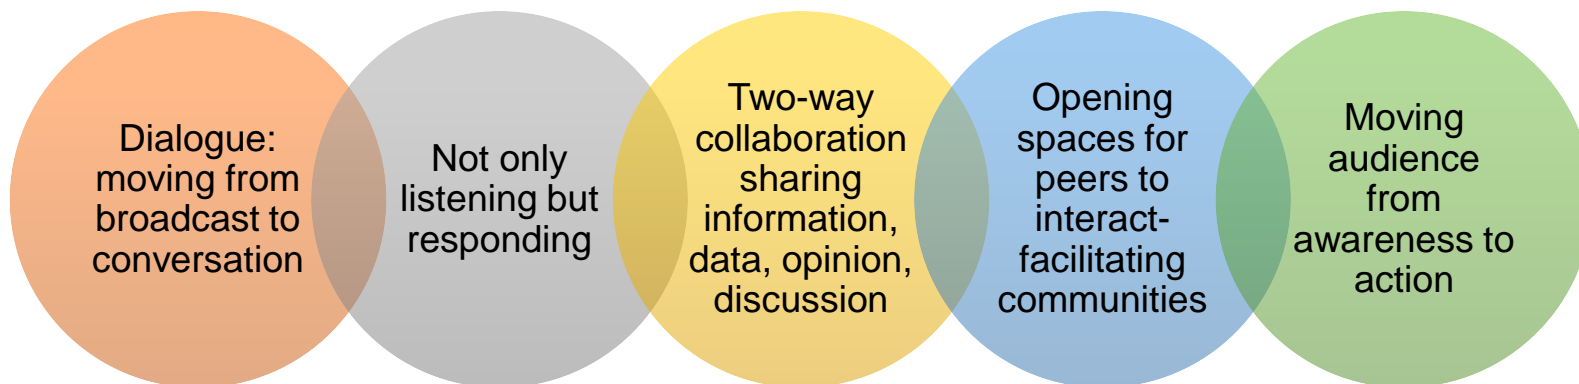 Dialogue:
moving from
broadcast to
conversation
Not only
listening but
responding
Two-way
collaboration
sharing
information,
data, opinion,
discussion
Opening
spaces for
peers to
interact-
facilitating
communities
Moving
audience
from
awareness to
action